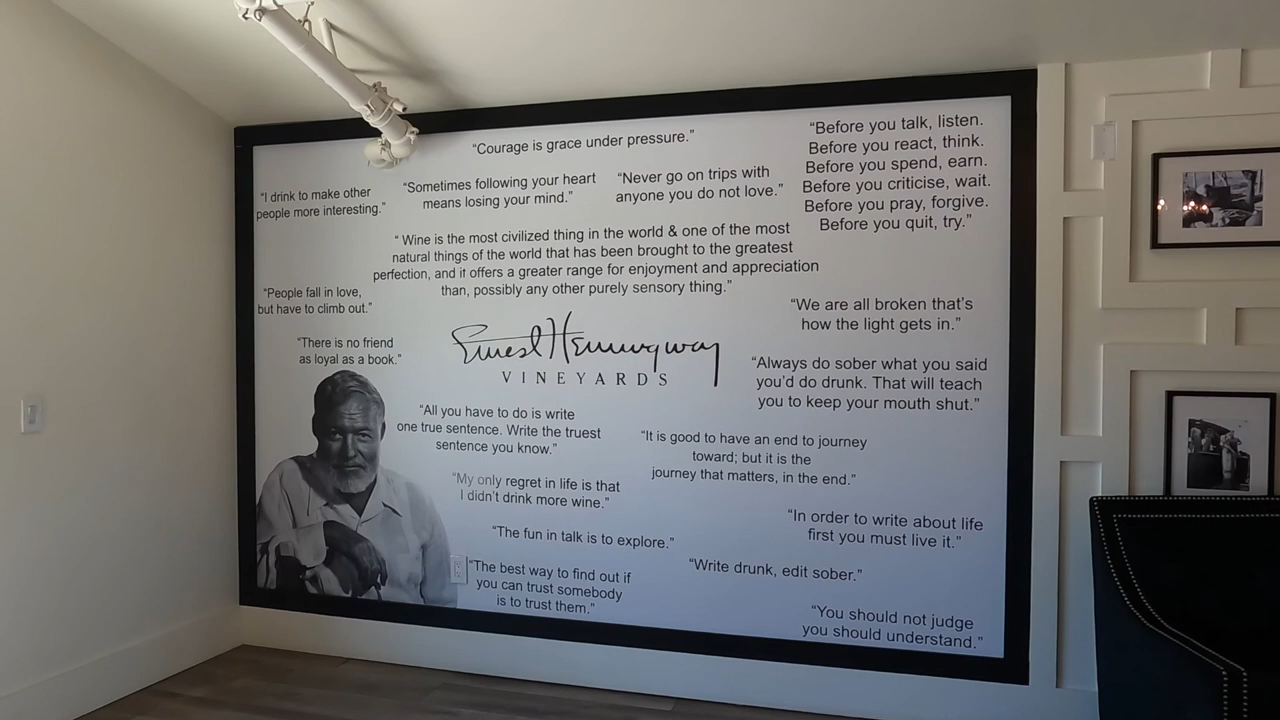 “Courage is grace under pressure.”
“Before you talk, listen.
Before you react, think.
Before you spend, earn.
Before you criticise, wait.
Before you pray, forgive.
Before you quit, try.”
“I drink to make other
people more interesting.”
“Sometimes following your heart
means losing your mind.”
“Never go on trips with
anyone you do not love.”
“ Wine is the most civilized thing in the world & one of the most
natural things of the world that has been brought to the greatest
perfection, and it offers a greater range for enjoyment and appreciation
than, possibly any other purely sensory thing.”
“People fall in love,
but have to climb out.”
“We are all broken that’s
how the light gets in.”
“There is no friend
as loyal as a book.”
Ernest Hemingway
VINEYARDS
“Always do sober what you said
you’d do drunk. That will teach
you to keep your mouth shut.”
“All you have to do is write
one true sentence. Write the truest
sentence you know.”
“It is good to have an end to journey
toward; but it is the
journey that matters, in the end.”
“My only regret in life is that
I didn’t drink more wine.”
“In order to write about life
first you must live it.”
“The fun in talk is to explore.”
“Write drunk, edit sober.”
“The best way to find out if
you can trust somebody
is to trust them.”
“You should not judge
you should understand.”